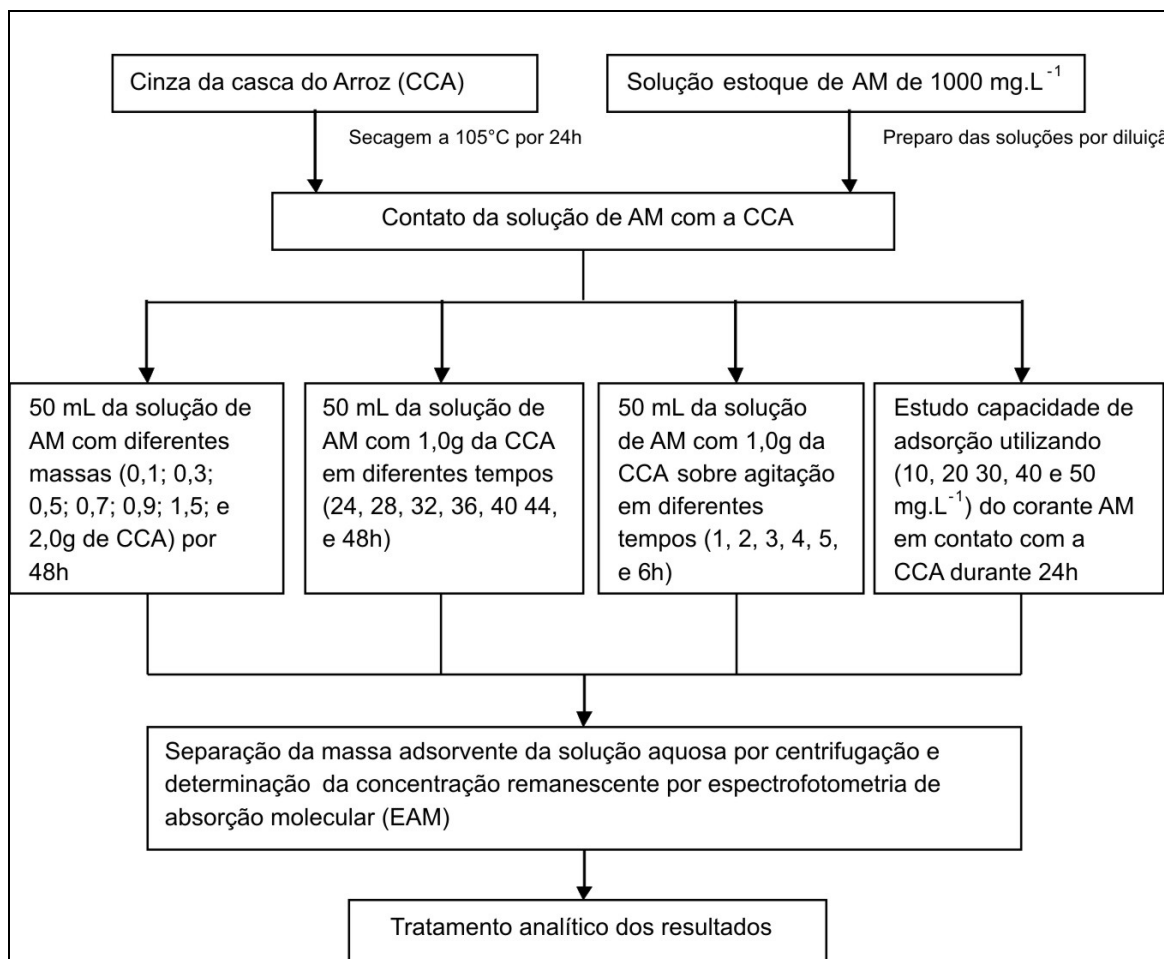 Cinza da casca do Arroz (CCA)
Solução estoque de AM de 1000 mg.L⁻¹
Secagem a 105°C por 24h
Preparo das soluções por diluiçã
Contato da solução de AM com a CCA
50 mL da solução de
AM com diferentes
massas (0,1; 0,3;
0,5; 0,7; 0,9; 1,5; e
2,0g de CCA) por
48h
50 mL da solução de
AM com 1,0g da CCA
em diferentes tempos
(24, 28, 32, 36, 40 44,
e 48h)
50 mL da solução
de AM com 1,0g da
CCA sobre agitação
em diferentes
tempos (1, 2, 3, 4, 5,
e 6h)
Estudo capacidade de
adsorção utilizando
(10, 20 30, 40 e 50
mg.L⁻¹) do corante AM
em contato com a
CCA durante 24h
Separação da massa adsorvente da solução aquosa por centrifugação e
determinação da concentração remanescente por espectrofotometria de
absorção molecular (EAM)
Tratamento analítico dos resultados